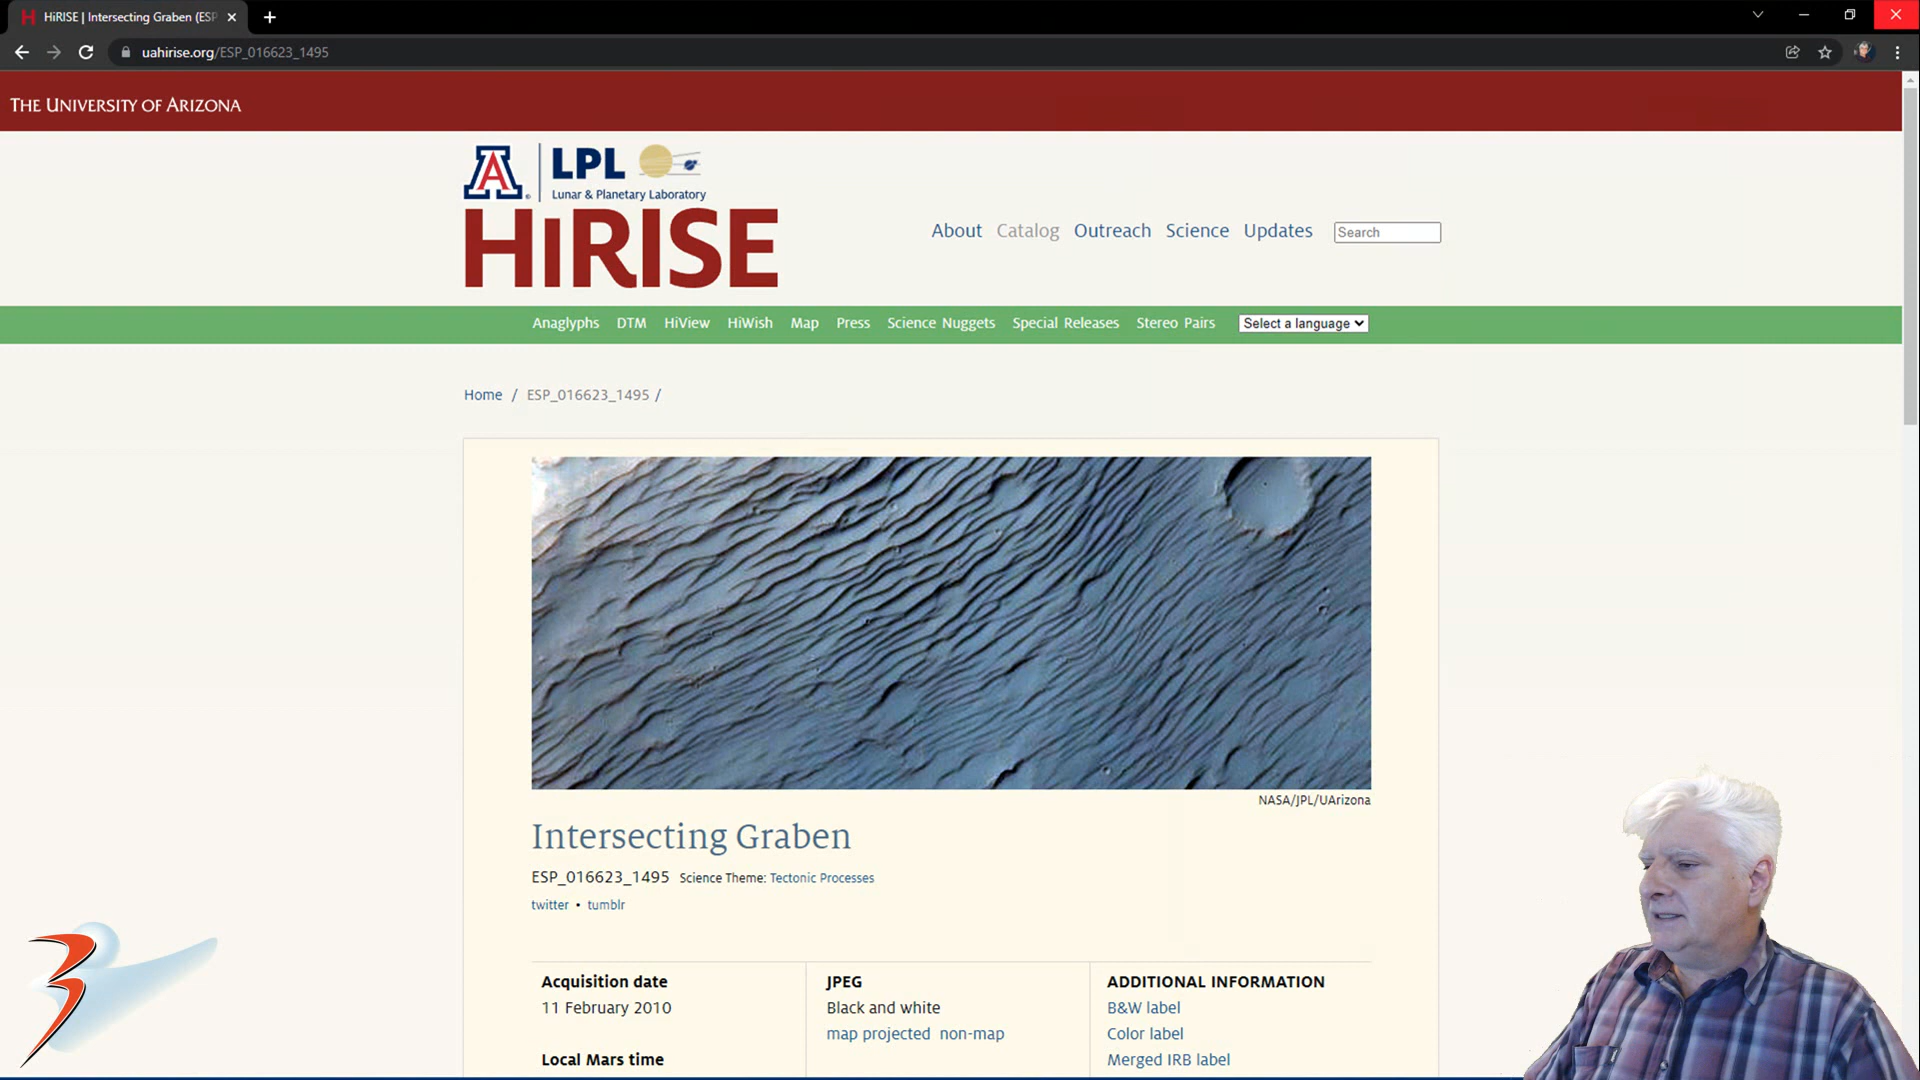 HiRISE | Intersecting Graben (ESP
uahirise.org/ESP_016623_1495
THE UNIVERSITY OF ARIZONA
A
LPL
Lunar & Planetary Laboratory
HiRISE
About Catalog Outreach Science Updates Search
Anaglyphs DTM HiView HiWish Map Press Science Nuggets Special Releases Stereo Pairs Select a language
Home / ESP_016623_1495 /
NASA/JPL/UArizona
Intersecting Graben
ESP_016623_1495 Science Theme: Tectonic Processes
twitter • tumblr
Acquisition date
11 February 2010
Local Mars time
JPEG
Black and white
map projected non-map
ADDITIONAL INFORMATION
B&W label
Color label
Merged IRB label